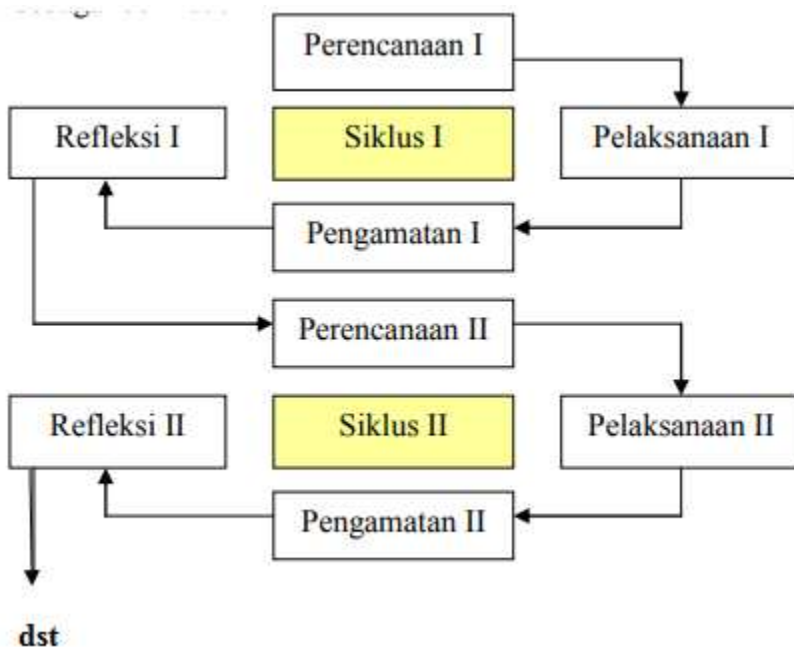 Perencanaan I
Refleksi I
Siklus I
Pelaksanaan I
Pengamatan I
Perencanaan II
Refleksi II
Siklus II
Pelaksanaan II
Pengamatan II
dst